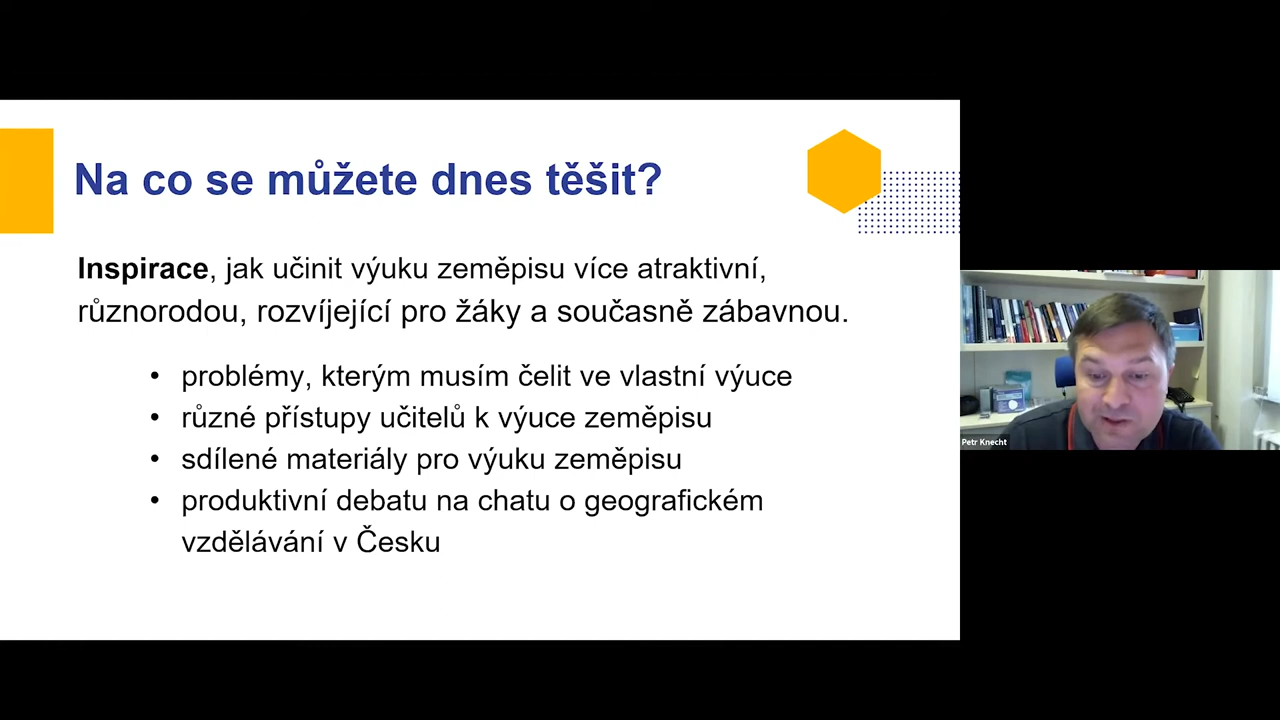 Na co se můžete dnes těšit?
Inspirace, jak učinit výuku zeměpisu více atraktivní,
různorodou, rozvíjející pro žáky a současně zábavnou.
• problémy, kterým musím čelit ve vlastní výuce
• různé přístupy učitelů k výuce zeměpisu
• sdílené materiály pro výuku zeměpisu
• produktivní debatu na chatu o geografickém
vzdělávání v Česku
Petr Knecht